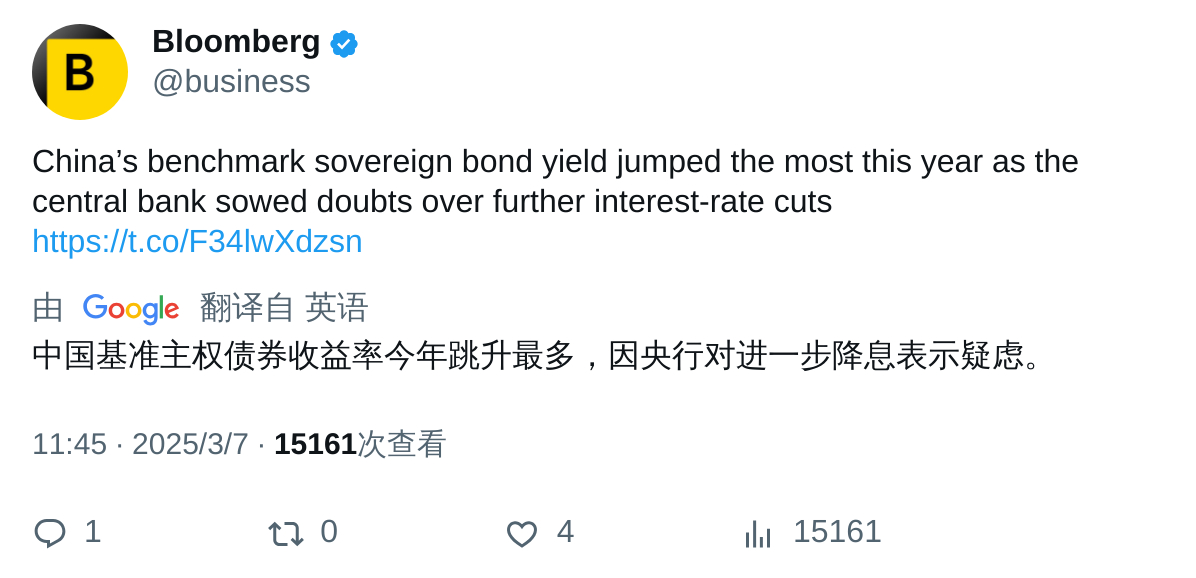 Bloomberg
@business
B
China’s benchmark sovereign bond yield jumped the most this year as the
central bank sowed doubts over further interest-rate cuts
https://t.co/F34lwXdzsn
由 Google 翻译自 英语
中国基准主权债券收益率今年跳升最多，因央行对进一步降息表示疑虑。
11:45 · 2025/3/7 · 15161次查看
1 0 4 15161